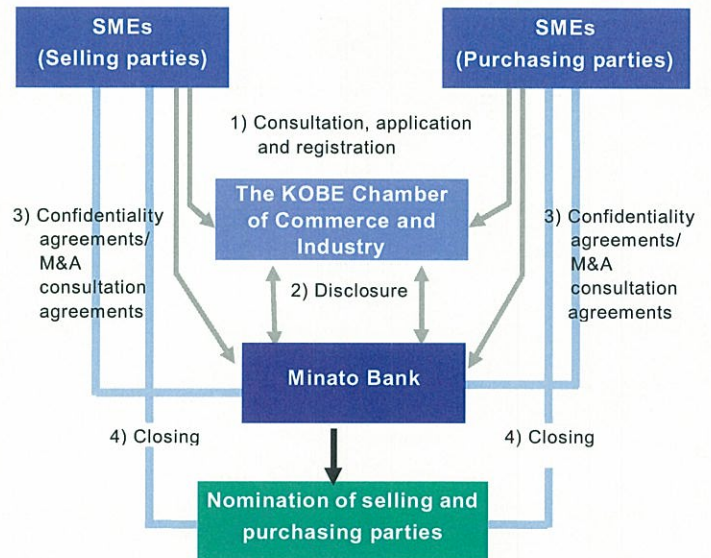 SMEs
(Selling parties)
SMEs
(Purchasing parties)
1) Consultation, application
and registration
The KOBE Chamber
of Commerce and
Industry
3) Confidentiality
agreements/
M&A
consultation
agreements
3) Confidentiality
agreements/
M&A
consultation
agreements
2) Disclosure
Minato Bank
4) Closing
4) Closing
Nomination of selling and
purchasing parties